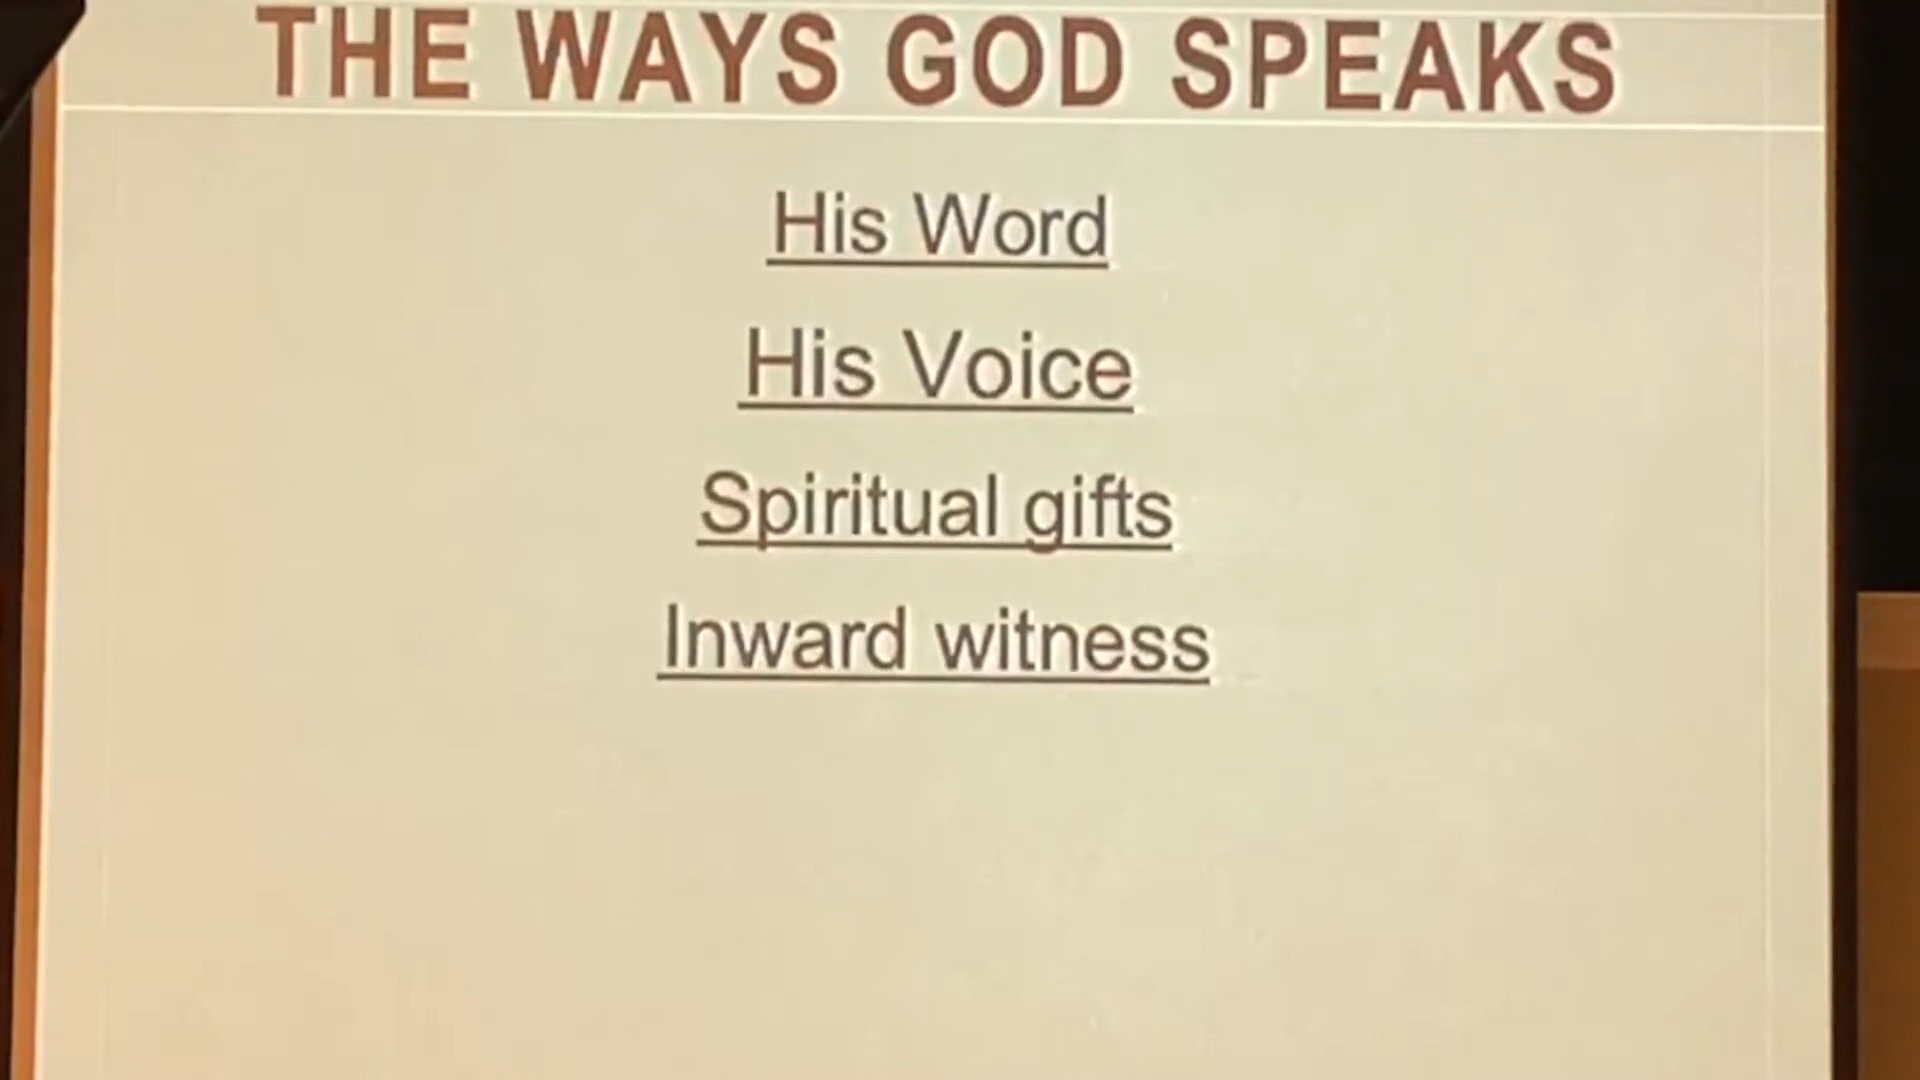 THE WAYS GOD SPEAKS
His Word
His Voice
Spiritual gifts
Inward witness